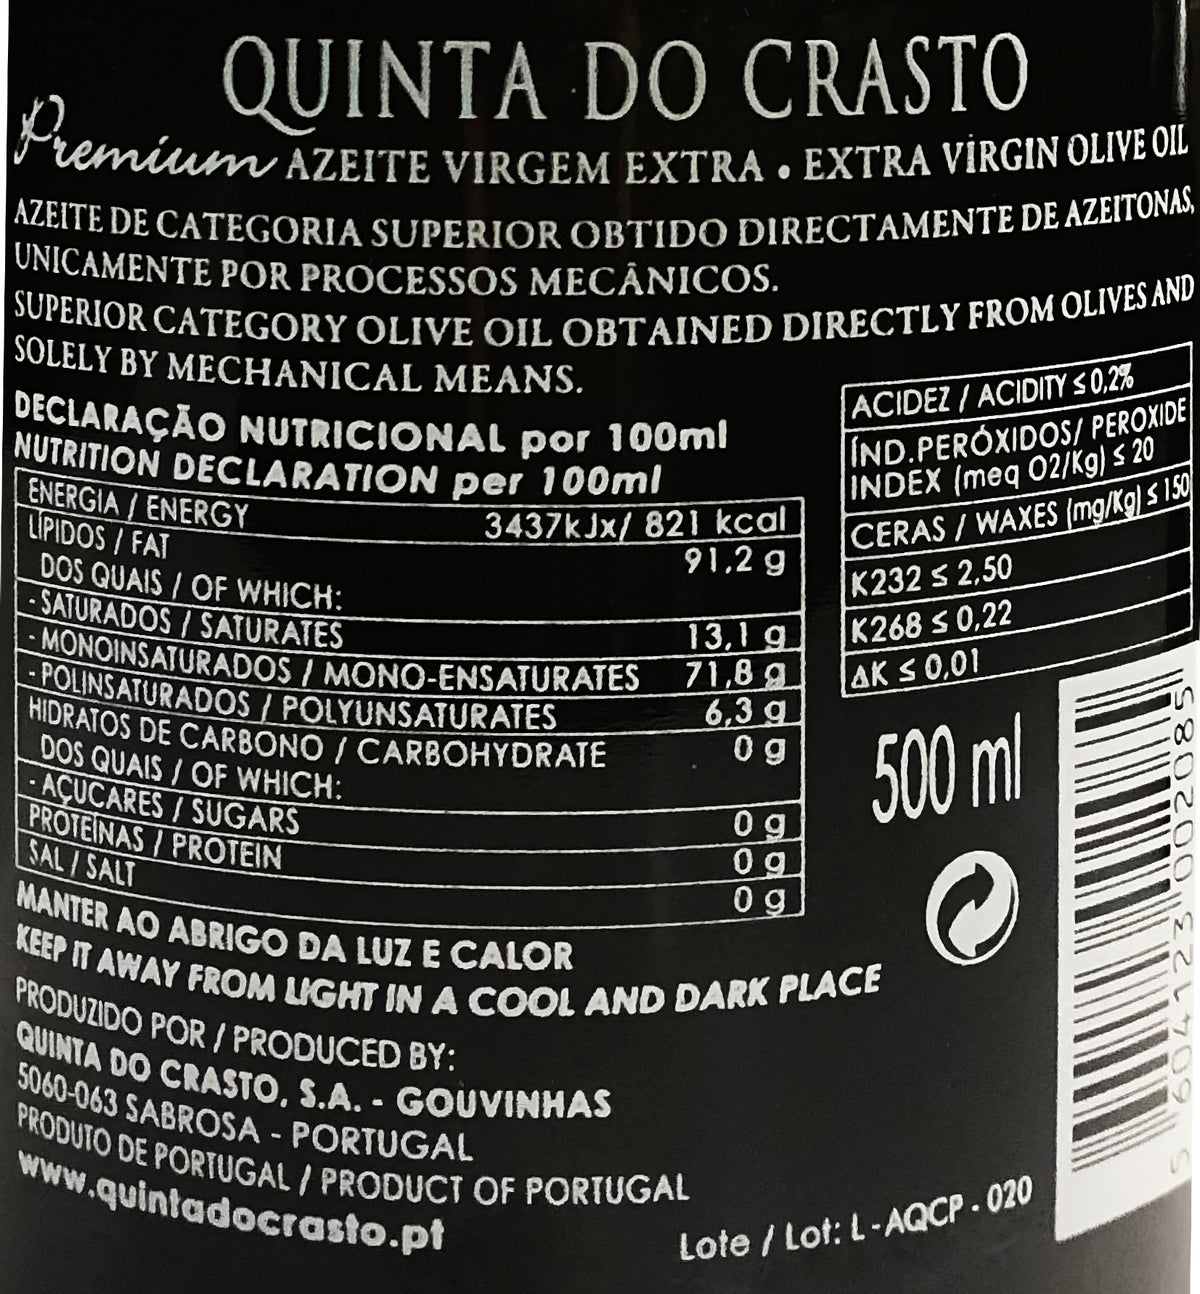 QUINTA DO CRASTO
Premium AZEITE VIRGEM EXTRA • EXTRA VIRGIN OLIVE OIL
AZEITE DE CATEGORIA SUPERIOR OBTIDO DIRECTAMENTE DE AZEITONAS,
UNICAMENTE POR PROCESSOS MECÂNICOS.
SUPERIOR CATEGORY OLIVE OIL OBTAINED DIRECTLY FROM OLIVES AND
SOLELY BY MECHANICAL MEANS.
DECLARAÇÃO NUTRICIONAL por 100ml
NUTRITION DECLARATION per 100ml
ENERGIA / ENERGY 3437kJx/ 821 kcal
LÍPIDOS / FAT 91,2 g
DOS QUAIS / OF WHICH:
- SATURADOS / SATURATES 13,1 g
- MONOINSATURADOS / MONO-ENSATURATES 71,8 g
- POLINSATURADOS / POLYUNSATURATES 6,3 g
HIDRATOS DE CARBONO / CARBOHYDRATE 0 g
DOS QUAIS / OF WHICH:
- AÇUCARES / SUGARS 0 g
PROTEÍNAS / PROTEIN 0 g
SAL / SALT 0 g
ACIDEZ / ACIDITY ≤ 0,2%
ÍND.PERÓXIDOS/ PEROXIDE
INDEX (meq O2/Kg) ≤ 20
CERAS / WAXES (mg/Kg) ≤ 150
K232 ≤ 2,50
K268 ≤ 0,22
ΔK ≤ 0,01
500 ml
MANTER AO ABRIGO DA LUZ E CALOR
KEEP IT AWAY FROM LIGHT IN A COOL AND DARK PLACE
PRODUZIDO POR / PRODUCED BY:
QUINTA DO CRASTO, S.A. - GOUVINHAS
5060-063 SABROSA - PORTUGAL
PRODUTO DE PORTUGAL / PRODUCT OF PORTUGAL
www.quintadocrasto.pt
Lote / Lot: L-AQCP - 020
5 604123 002085